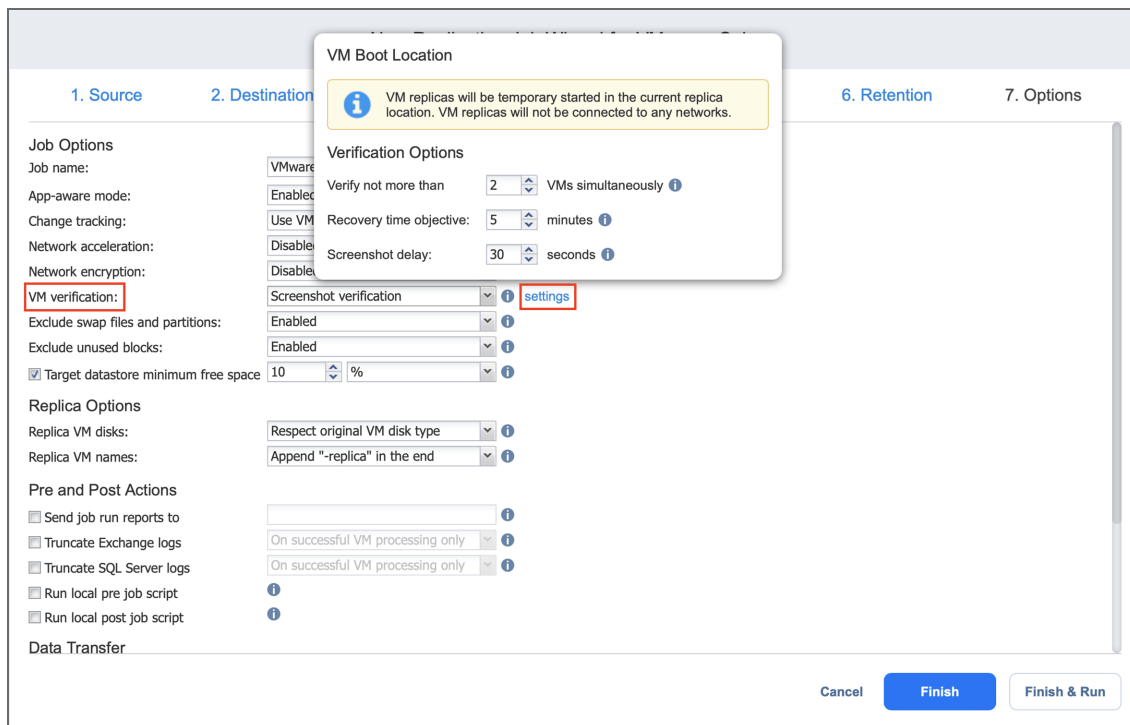 VM Boot Location
VM replicas will be temporary started in the current replica
location. VM replicas will not be connected to any networks.
Verification Options
Verify not more than 2 VMs simultaneously
Recovery time objective: 5 minutes
Screenshot delay: 30 seconds
1. Source 2. Destination 6. Retention 7. Options
Job Options
Job name: VMware
App-aware mode: Enabled
Change tracking: Use VM
Network acceleration: Disabled
Network encryption: Disabled
VM verification: Screenshot verification settings
Exclude swap files and partitions: Enabled
Exclude unused blocks: Enabled
Target datastore minimum free space 10 %
Replica Options
Replica VM disks: Respect original VM disk type
Replica VM names: Append "-replica" in the end
Pre and Post Actions
Send job run reports to
Truncate Exchange logs On successful VM processing only
Truncate SQL Server logs On successful VM processing only
Run local pre job script
Run local post job script
Data Transfer
Cancel Finish Finish & Run